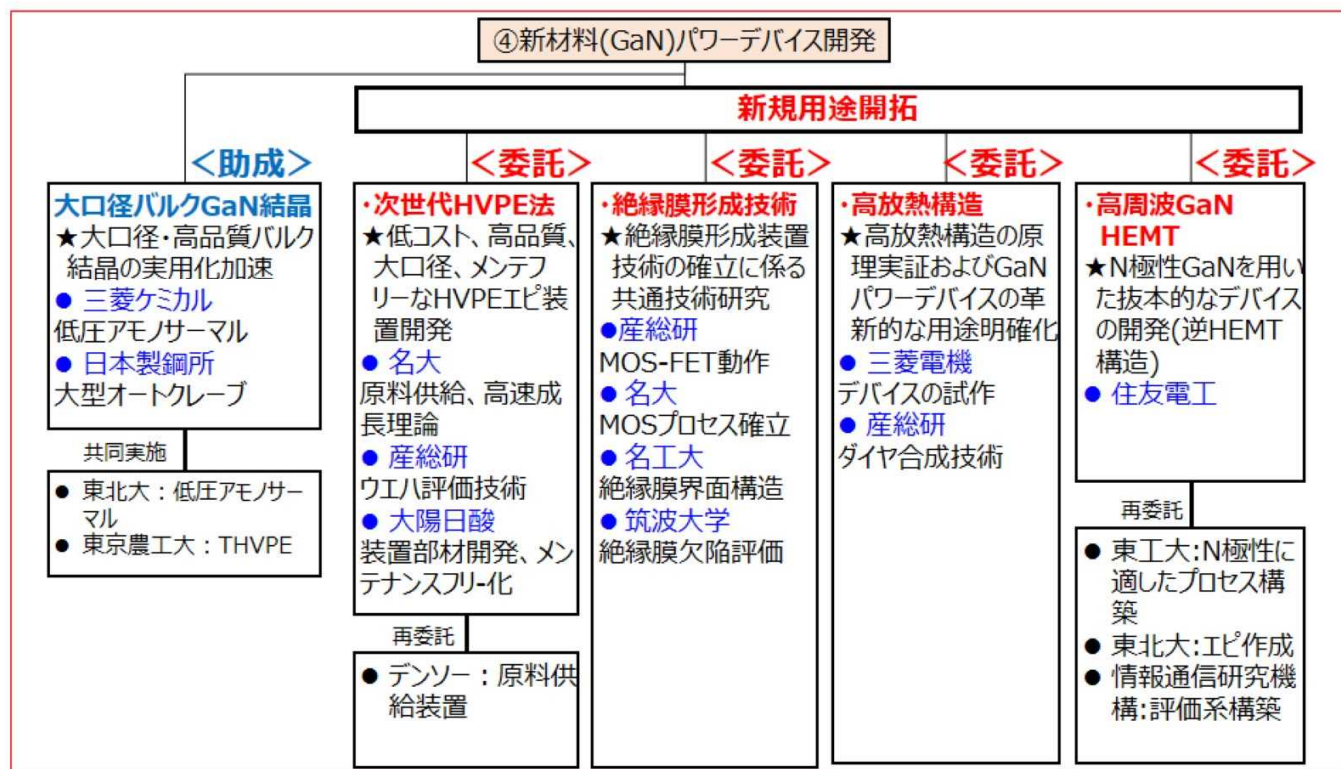 ④新材料(GaN)パワーデバイス開発
新規用途開拓
<助成>
大口径バルクGaN結晶
★大口径・高品質バルク
結晶の実用化加速
● 三菱ケミカル
低圧アモノサーマル
● 日本製鋼所
大型オートクレーブ
共同実施
● 東北大：低圧アモノサー
マル
● 東京農工大：THVPE
<委託>
・次世代HVPE法
★低コスト、高品質、
大口径、メンテフ
リーなHVPEエピ装
置開発
● 名大
原料供給、高速成
長理論
● 産総研
ウエハ評価技術
● 大陽日酸
装置部材開発、メン
テナンスフリー化
再委託
● デンソー：原料供
給装置
<委託>
・絶縁膜形成技術
★絶縁膜形成装置
技術の確立に係る
共通技術研究
●産総研
MOS-FET動作
● 名大
MOSプロセス確立
● 名工大
絶縁膜界面構造
● 筑波大学
絶縁膜欠陥評価
<委託>
・高放熱構造
★高放熱構造の原
理実証およびGaN
パワーデバイスの革
新的な用途明確化
● 三菱電機
デバイスの試作
● 産総研
ダイヤ合成技術
<委託>
・高周波GaN
HEMT
★N極性GaNを用い
た抜本的なデバイス
の開発(逆HEMT
構造)
● 住友電工
再委託
● 東工大:N極性に
適したプロセス構
築
● 東北大:エピ作成
● 情報通信研究機
構:評価系構築